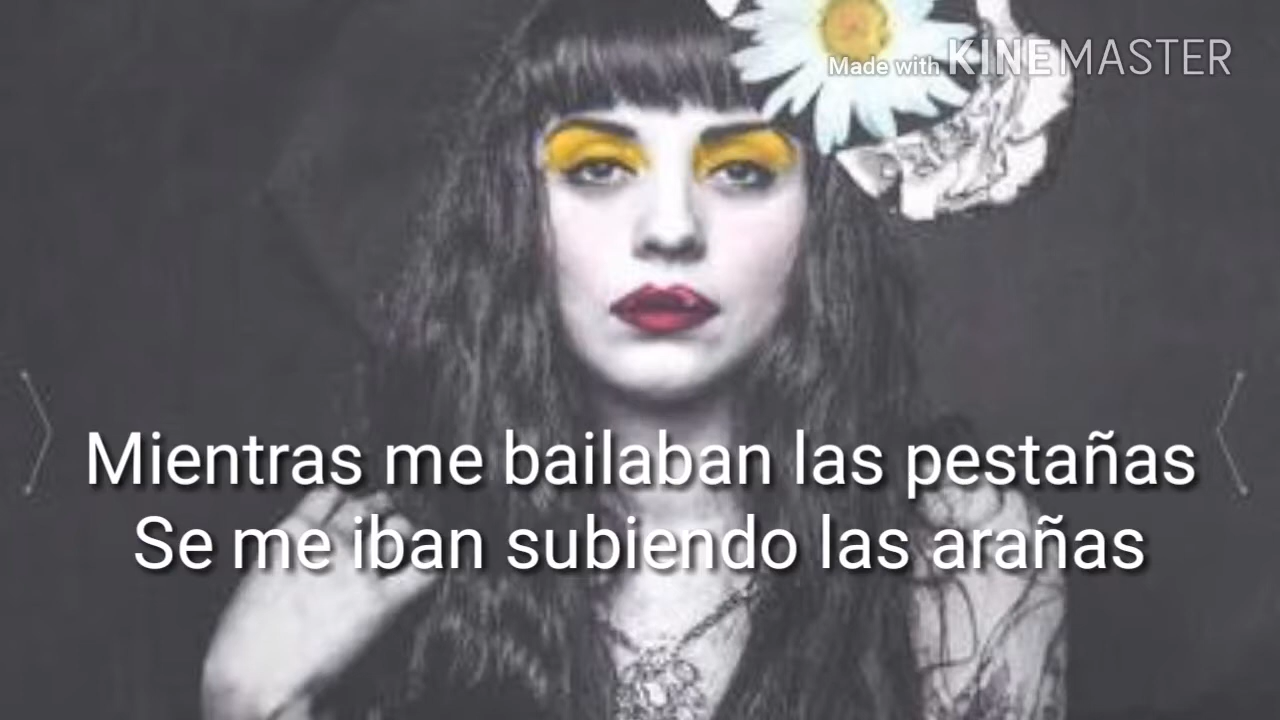 Made with KINEMASTER
Mientras me bailaban las pestañas
Se me iban subiendo las arañas